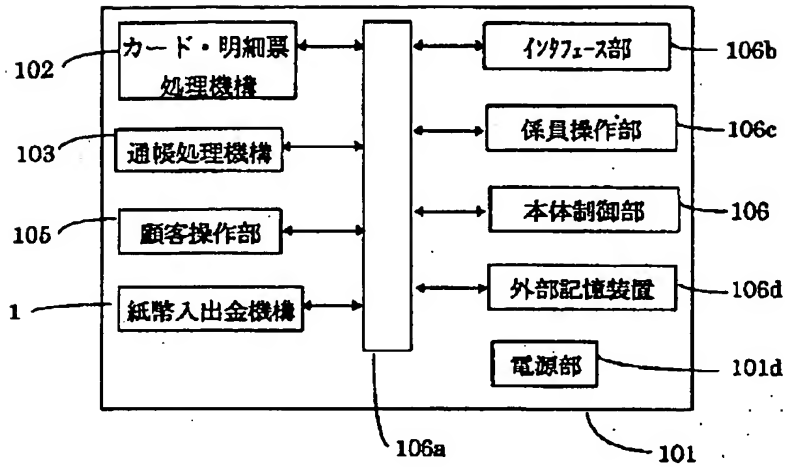 102
カード・明細票
処理機構
103
通帳処理機構
105
顧客操作部
1
紙幣入出金機構
インタフェース部
106b
係員操作部
106c
本体制御部
106
外部記憶装置
106d
電源部
101d
106a
101